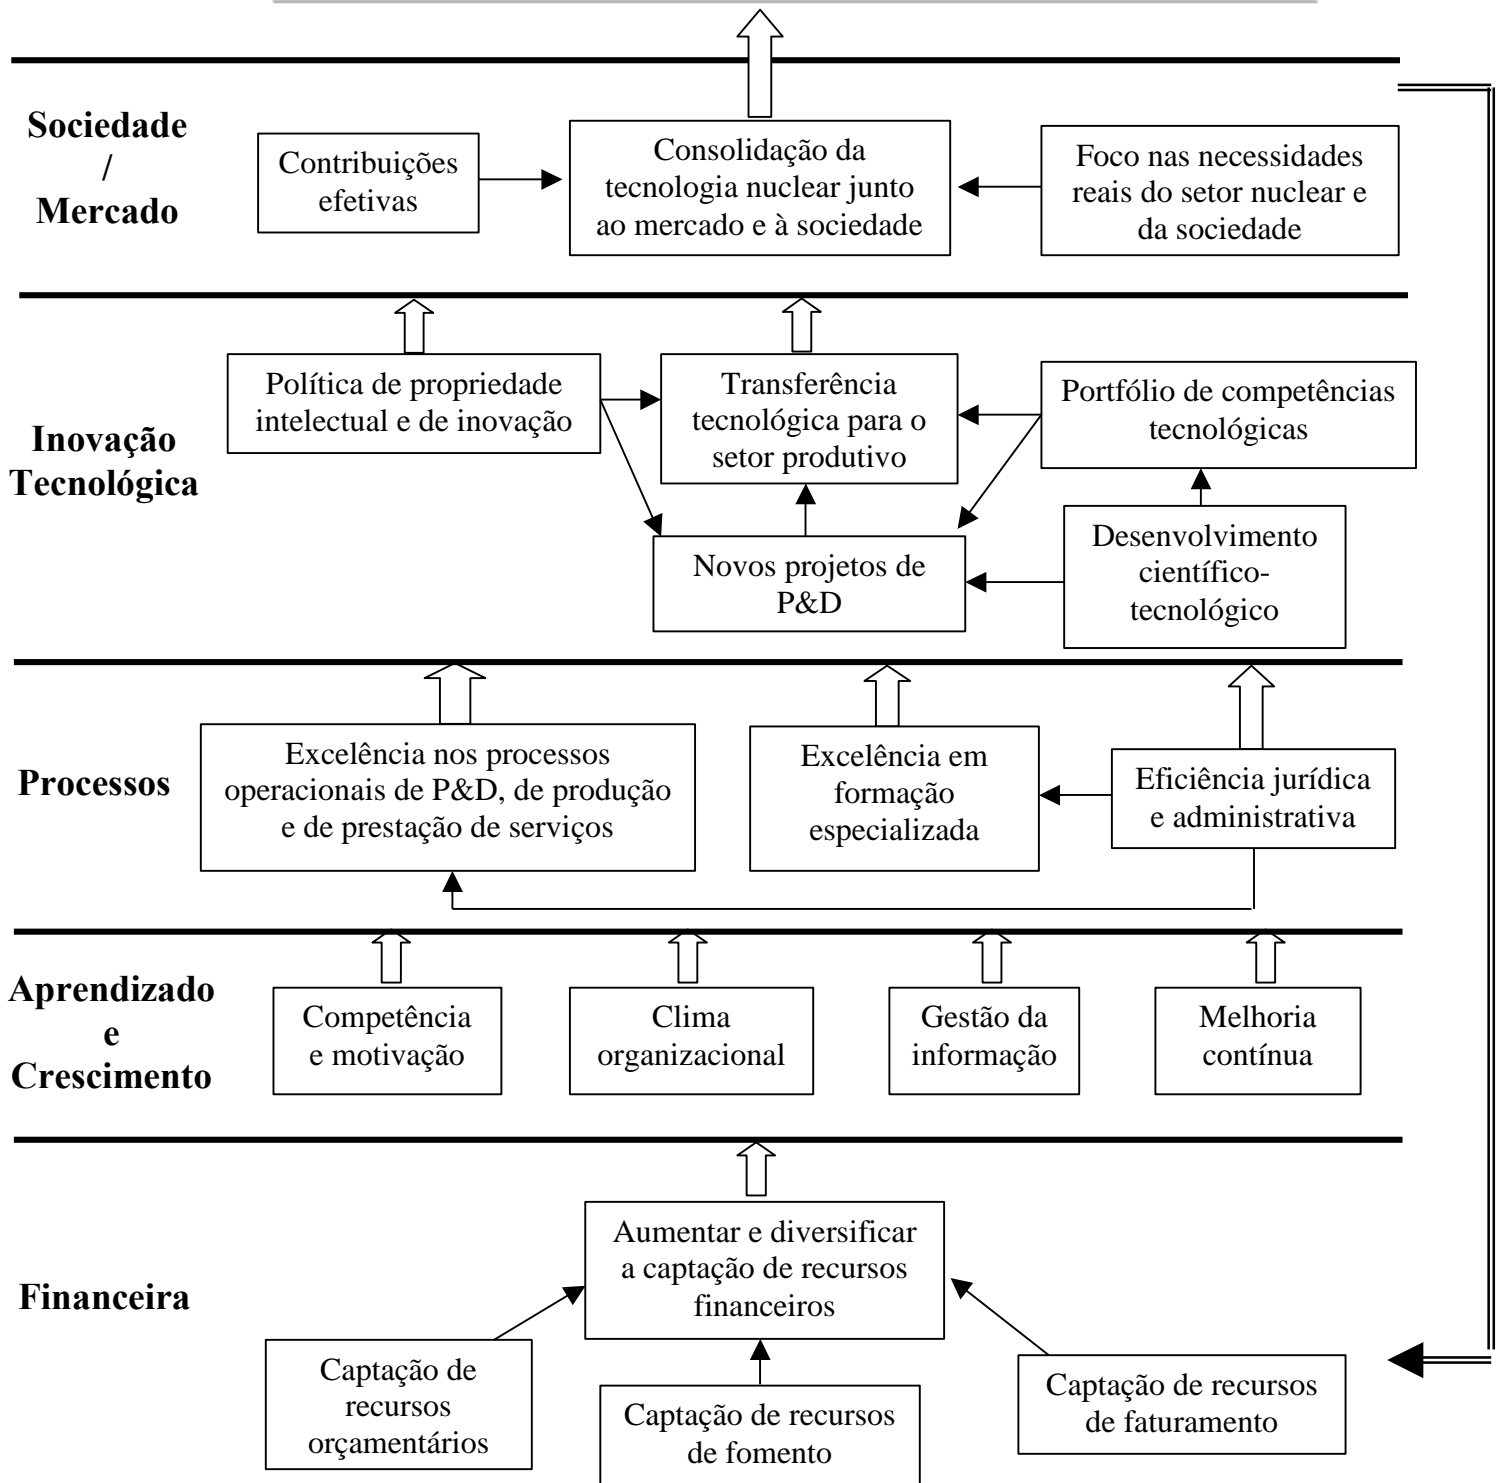 Sociedade
/
Mercado
Contribuições
efetivas
Consolidação da
tecnologia nuclear junto
ao mercado e à sociedade
Foco nas necessidades
reais do setor nuclear e
da sociedade
Inovação
Tecnológica
Política de propriedade
intelectual e de inovação
Transferência
tecnológica para o
setor produtivo
Portfólio de competências
tecnológicas
Novos projetos de
P&D
Desenvolvimento
científico-
tecnológico
Processos
Excelência nos processos
operacionais de P&D, de produção
e de prestação de serviços
Excelência em
formação
especializada
Eficiência jurídica
e administrativa
Aprendizado
e
Crescimento
Competência
e motivação
Clima
organizacional
Gestão da
informação
Melhoria
contínua
Financeira
Aumentar e diversificar
a captação de recursos
financeiros
Captação de
recursos
orçamentários
Captação de recursos
de fomento
Captação de recursos
de faturamento